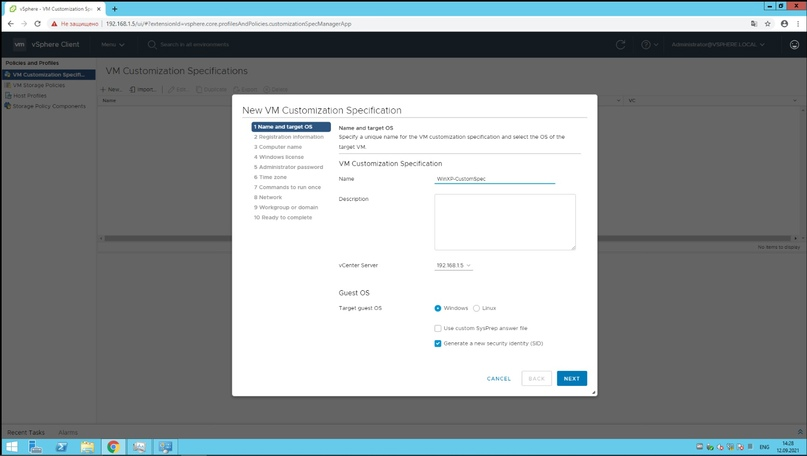 vSphere - VM Customization Specif
Не защищено 192.168.1.5/ui/#?extensionId=vsphere.core.profilesAndPolicies.customizationSpecManagerApp
vm vSphere Client Menu Search in all environments Administrator@VSPHERE.LOCAL
Policies and Profiles
VM Customization Specifi...
VM Storage Policies
Host Profiles
Storage Policy Components
VM Customization Specifications
New... Import... Edit... Duplicate Export Delete
Name VC
No items to display
New VM Customization Specification
1 Name and target OS
2 Registration information
3 Computer name
4 Windows license
5 Administrator password
6 Time zone
7 Commands to run once
8 Network
9 Workgroup or domain
10 Ready to complete
Name and target OS
Specify a unique name for the VM customization specification and select the OS of the
target VM.
VM Customization Specification
Name WinXP-CustomSpec
Description
vCenter Server 192.168.1.5
Guest OS
Target guest OS Windows Linux
Use custom SysPrep answer file
Generate a new security identity (SID)
CANCEL BACK NEXT
Recent Tasks Alarms
ENG 14:28
12.09.2021